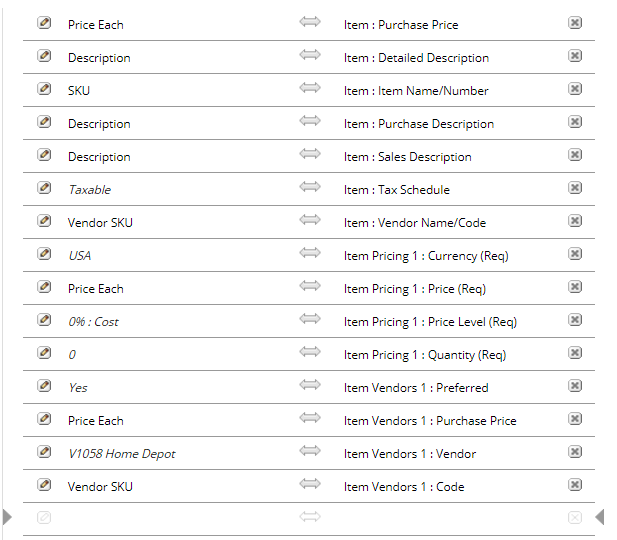 Price Each Item : Purchase Price
Description Item : Detailed Description
SKU Item : Item Name/Number
Description Item : Purchase Description
Description Item : Sales Description
Taxable Item : Tax Schedule
Vendor SKU Item : Vendor Name/Code
USA Item Pricing 1 : Currency (Req)
Price Each Item Pricing 1 : Price (Req)
0% : Cost Item Pricing 1 : Price Level (Req)
0 Item Pricing 1 : Quantity (Req)
Yes Item Vendors 1 : Preferred
Price Each Item Vendors 1 : Purchase Price
V1058 Home Depot Item Vendors 1 : Vendor
Vendor SKU Item Vendors 1 : Code